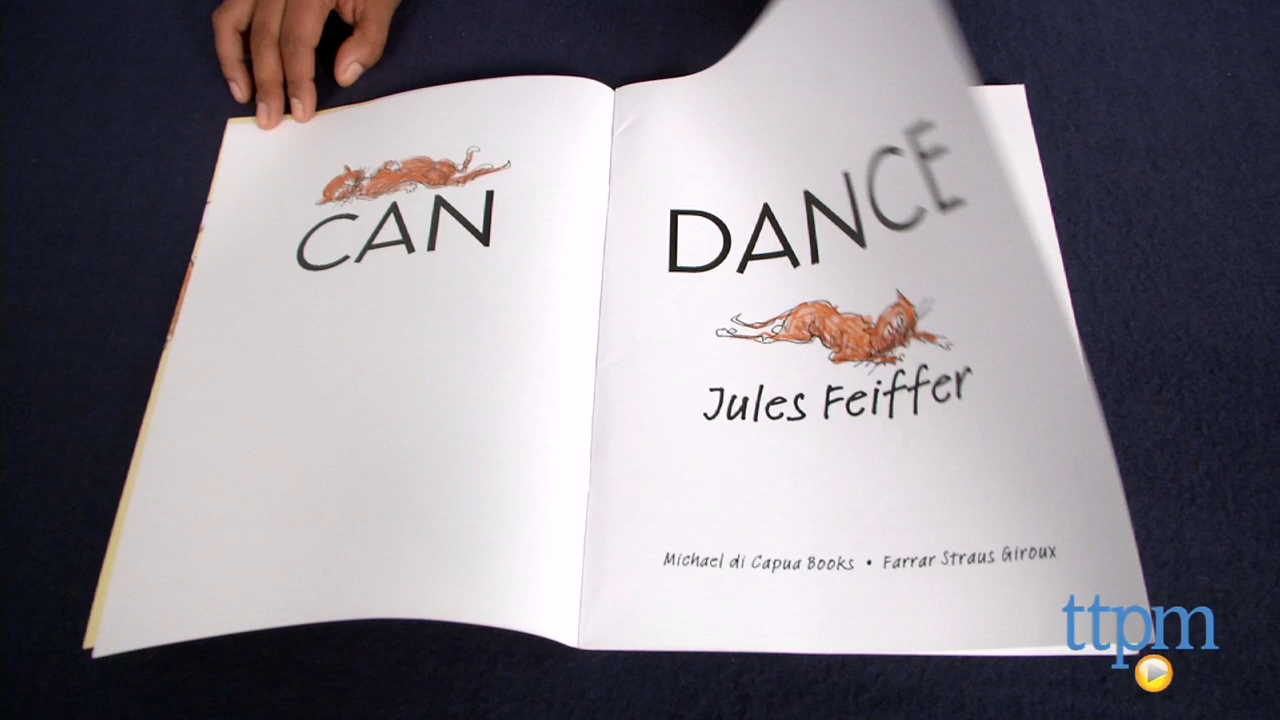 CAN
DANCE
Jules Feiffer
Michael di Capua Books • Farrar Straus Giroux
ttpm